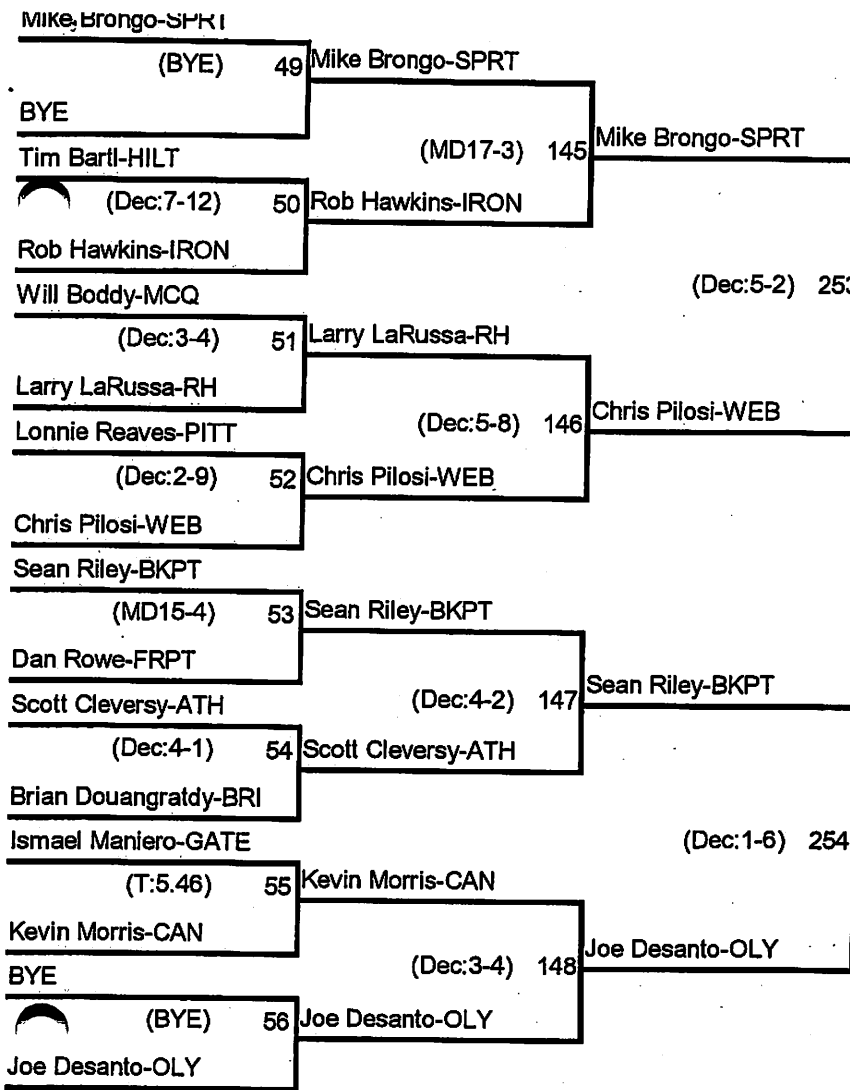 Mike Brongo-SPRT
(BYE) 49 Mike Brongo-SPRT
BYE
Tim Bartl-HILT
(MD17-3) 145 Mike Brongo-SPRT
(Dec:7-12) 50 Rob Hawkins-IRON
Rob Hawkins-IRON
Will Boddy-MCQ
(Dec:5-2) 253
(Dec:3-4) 51 Larry LaRussa-RH
Larry LaRussa-RH
Lonnie Reaves-PITT
(Dec:5-8) 146 Chris Pilosi-WEB
(Dec:2-9) 52 Chris Pilosi-WEB
Chris Pilosi-WEB
Sean Riley-BKPT
(MD15-4) 53 Sean Riley-BKPT
Dan Rowe-FRPT
Scott Cleversy-ATH
(Dec:4-2) 147 Sean Riley-BKPT
(Dec:4-1) 54 Scott Cleversy-ATH
Brian Douangratdy-BRI
Ismael Maniero-GATE
(Dec:1-6) 254
(T:5.46) 55 Kevin Morris-CAN
Kevin Morris-CAN
BYE
(Dec:3-4) 148 Joe Desanto-OLY
(BYE) 56 Joe Desanto-OLY
Joe Desanto-OLY